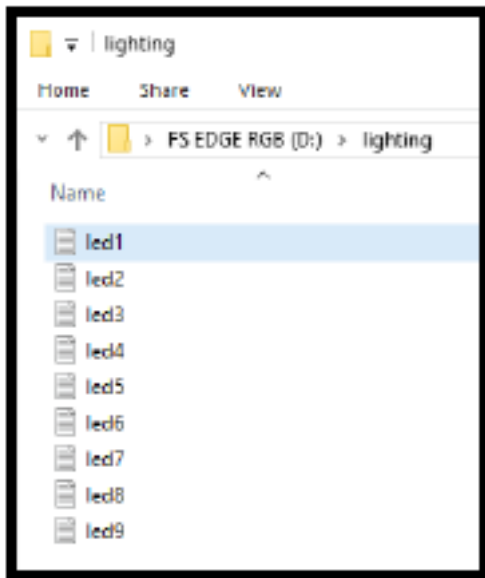 lighting
Home Share View
FS EDGE RGB (D:) > lighting
Name
led1
led2
led3
led4
led5
led6
led7
led8
led9